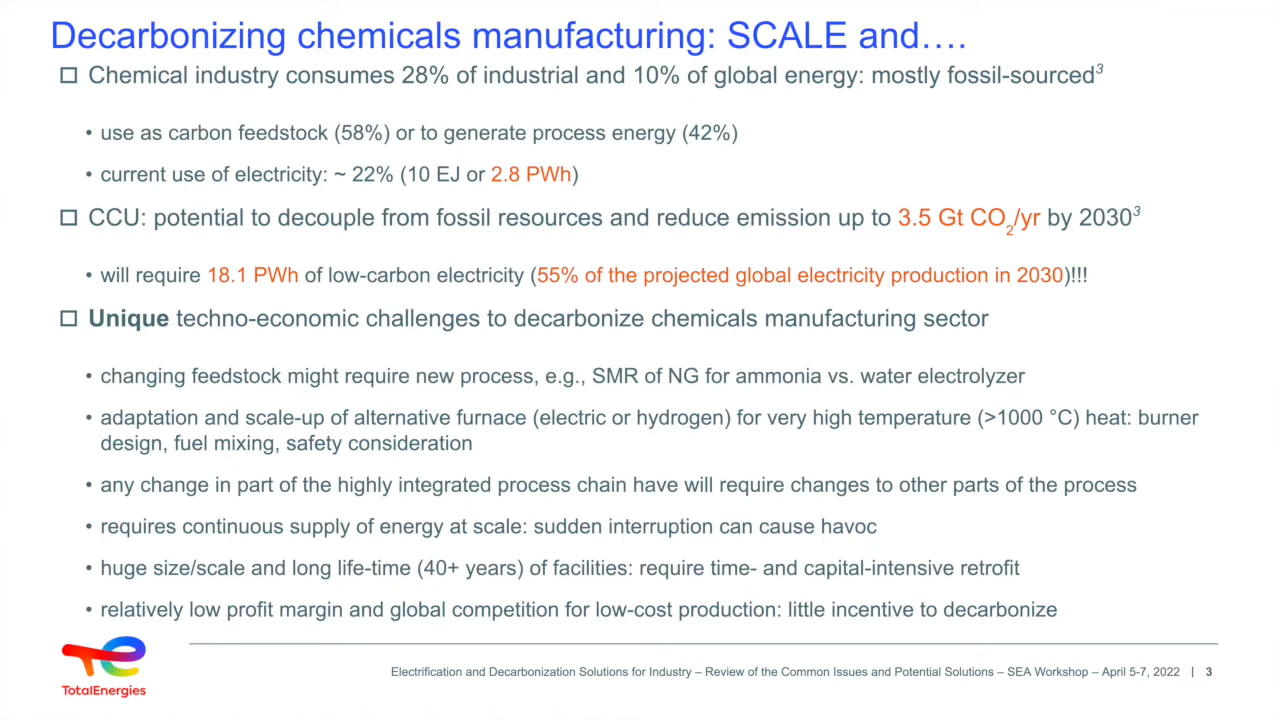 Decarbonizing chemicals manufacturing: SCALE and….
Chemical industry consumes 28% of industrial and 10% of global energy: mostly fossil-sourced³
• use as carbon feedstock (58%) or to generate process energy (42%)
• current use of electricity: ~ 22% (10 EJ or 2.8 PWh)
CCU: potential to decouple from fossil resources and reduce emission up to 3.5 Gt CO₂/yr by 2030³
• will require 18.1 PWh of low-carbon electricity (55% of the projected global electricity production in 2030)!!!
Unique techno-economic challenges to decarbonize chemicals manufacturing sector
• changing feedstock might require new process, e.g., SMR of NG for ammonia vs. water electrolyzer
• adaptation and scale-up of alternative furnace (electric or hydrogen) for very high temperature (>1000 °C) heat: burner
design, fuel mixing, safety consideration
• any change in part of the highly integrated process chain have will require changes to other parts of the process
• requires continuous supply of energy at scale: sudden interruption can cause havoc
• huge size/scale and long life-time (40+ years) of facilities: require time- and capital-intensive retrofit
• relatively low profit margin and global competition for low-cost production: little incentive to decarbonize
TotalEnergies
Electrification and Decarbonization Solutions for Industry – Review of the Common Issues and Potential Solutions – SEA Workshop – April 5-7, 2022 | 3